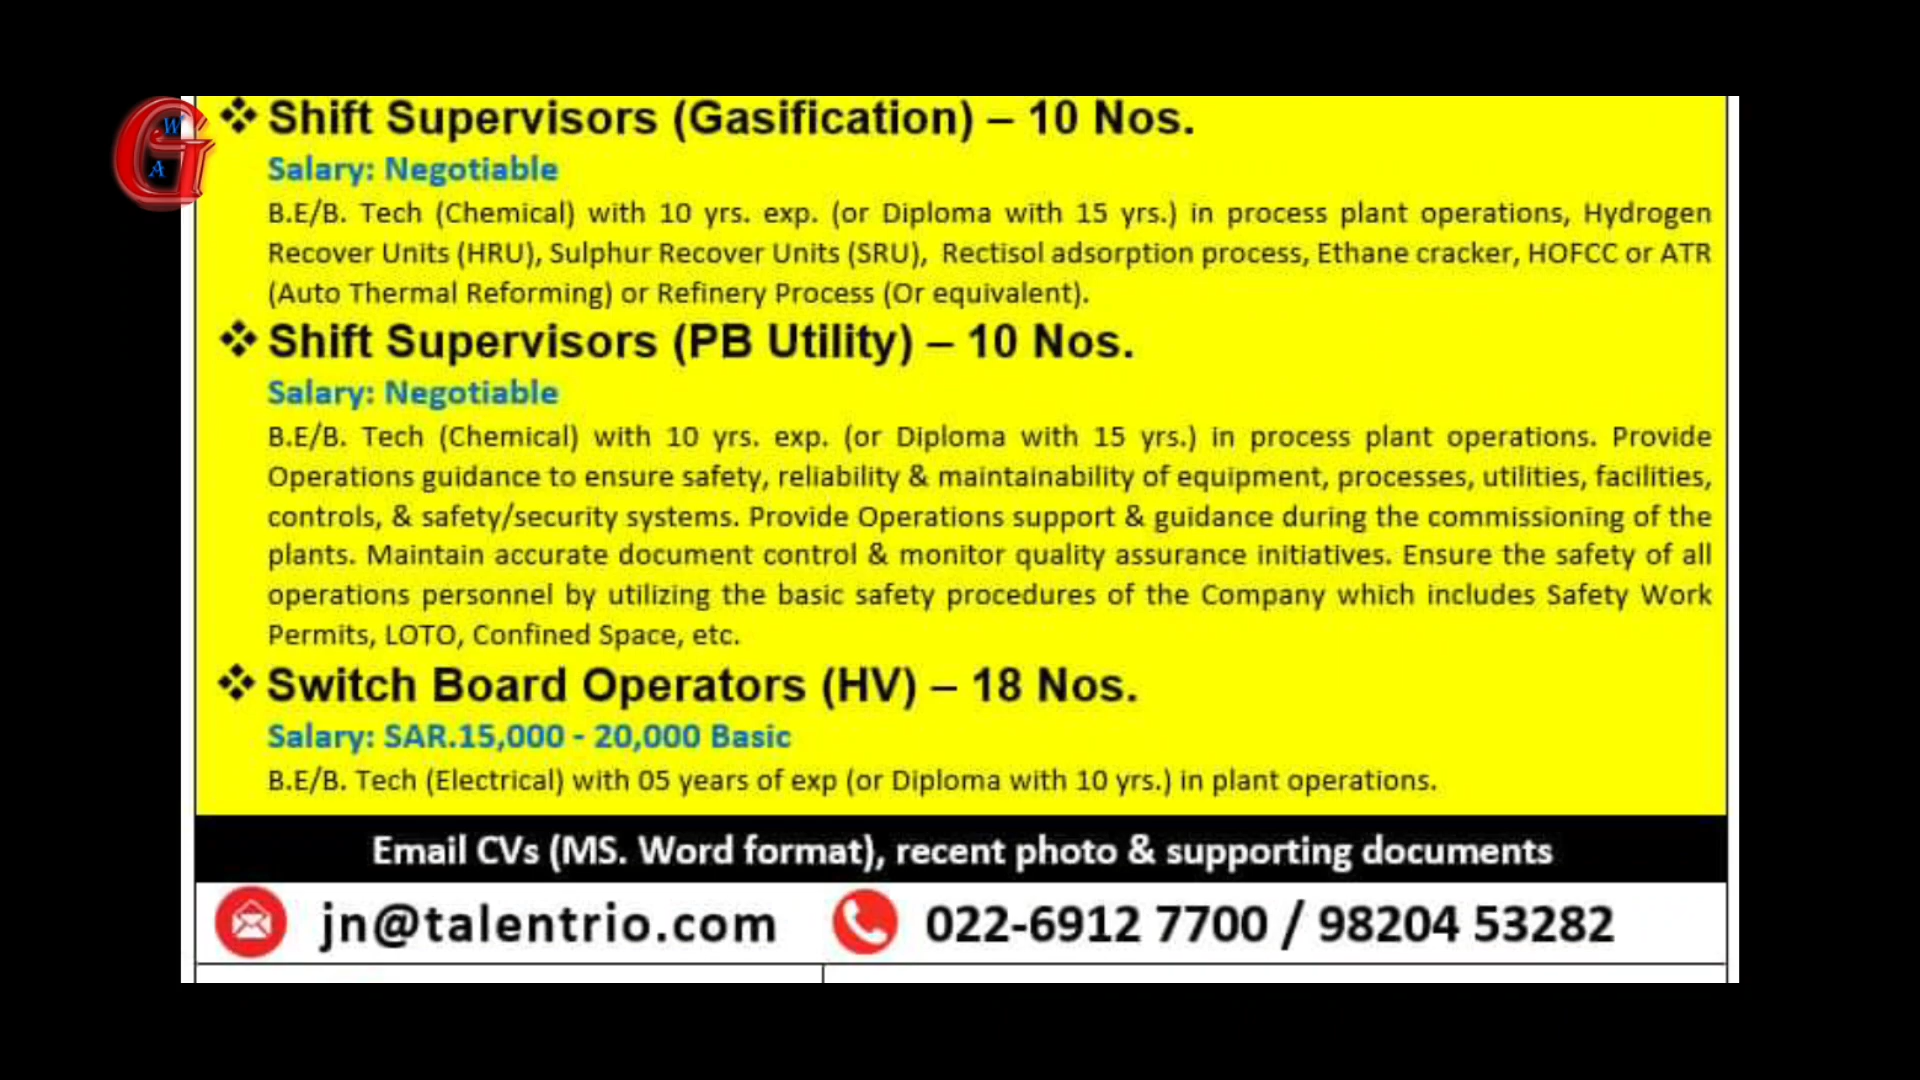 G
W
A
❖ Shift Supervisors (Gasification) – 10 Nos.
Salary: Negotiable
B.E/B. Tech (Chemical) with 10 yrs. exp. (or Diploma with 15 yrs.) in process plant operations, Hydrogen
Recover Units (HRU), Sulphur Recover Units (SRU), Rectisol adsorption process, Ethane cracker, HOFCC or ATR
(Auto Thermal Reforming) or Refinery Process (Or equivalent).
❖ Shift Supervisors (PB Utility) – 10 Nos.
Salary: Negotiable
B.E/B. Tech (Chemical) with 10 yrs. exp. (or Diploma with 15 yrs.) in process plant operations. Provide
Operations guidance to ensure safety, reliability & maintainability of equipment, processes, utilities, facilities,
controls, & safety/security systems. Provide Operations support & guidance during the commissioning of the
plants. Maintain accurate document control & monitor quality assurance initiatives. Ensure the safety of all
operations personnel by utilizing the basic safety procedures of the Company which includes Safety Work
Permits, LOTO, Confined Space, etc.
❖ Switch Board Operators (HV) – 18 Nos.
Salary: SAR.15,000 - 20,000 Basic
B.E/B. Tech (Electrical) with 05 years of exp (or Diploma with 10 yrs.) in plant operations.
Email CVs (MS. Word format), recent photo & supporting documents
jn@talentrio.com 022-6912 7700 / 98204 53282